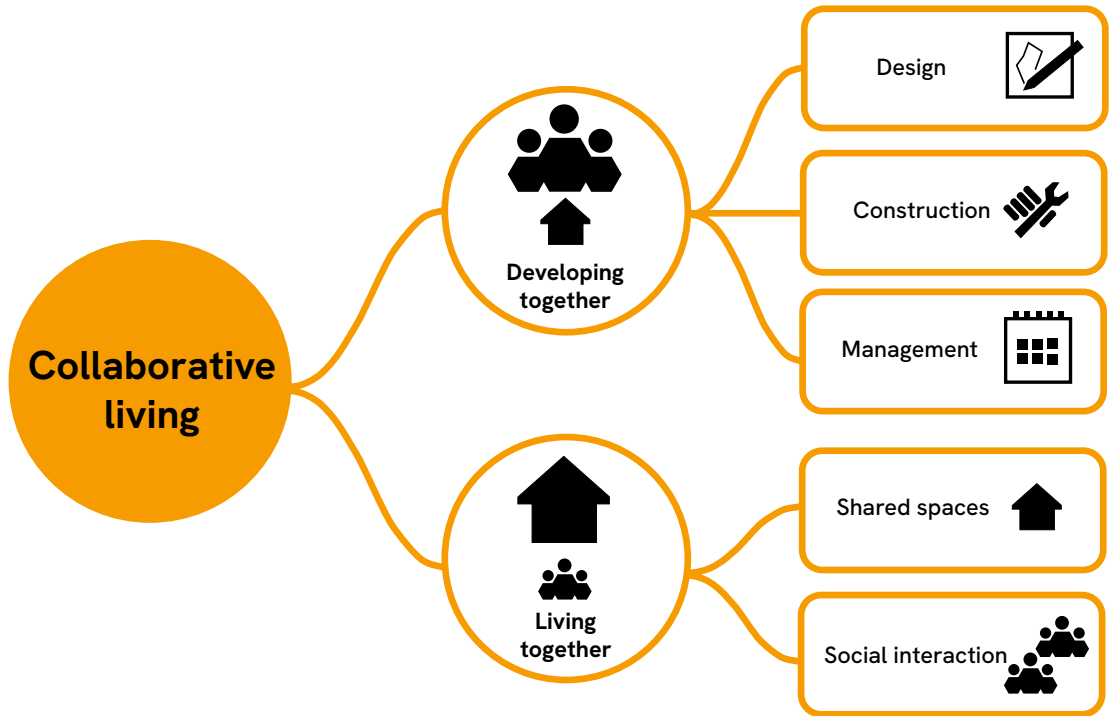 Collaborative
living
Developing
together
Design
Construction
Management
Living
together
Shared spaces
Social interaction